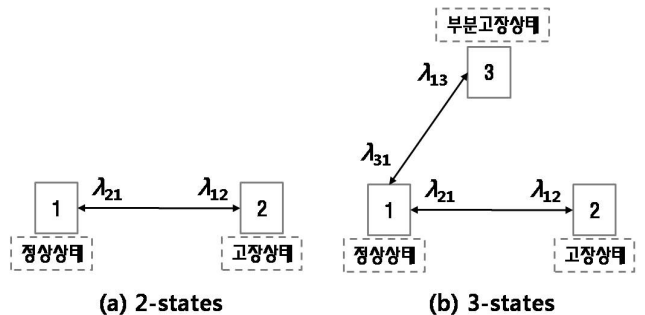 부분고장상태
3
λ13
λ31
1
λ21
λ12
2
정상상태
고장상태
1
λ21
λ12
2
정상상태
고장상태
(a) 2-states
(b) 3-states